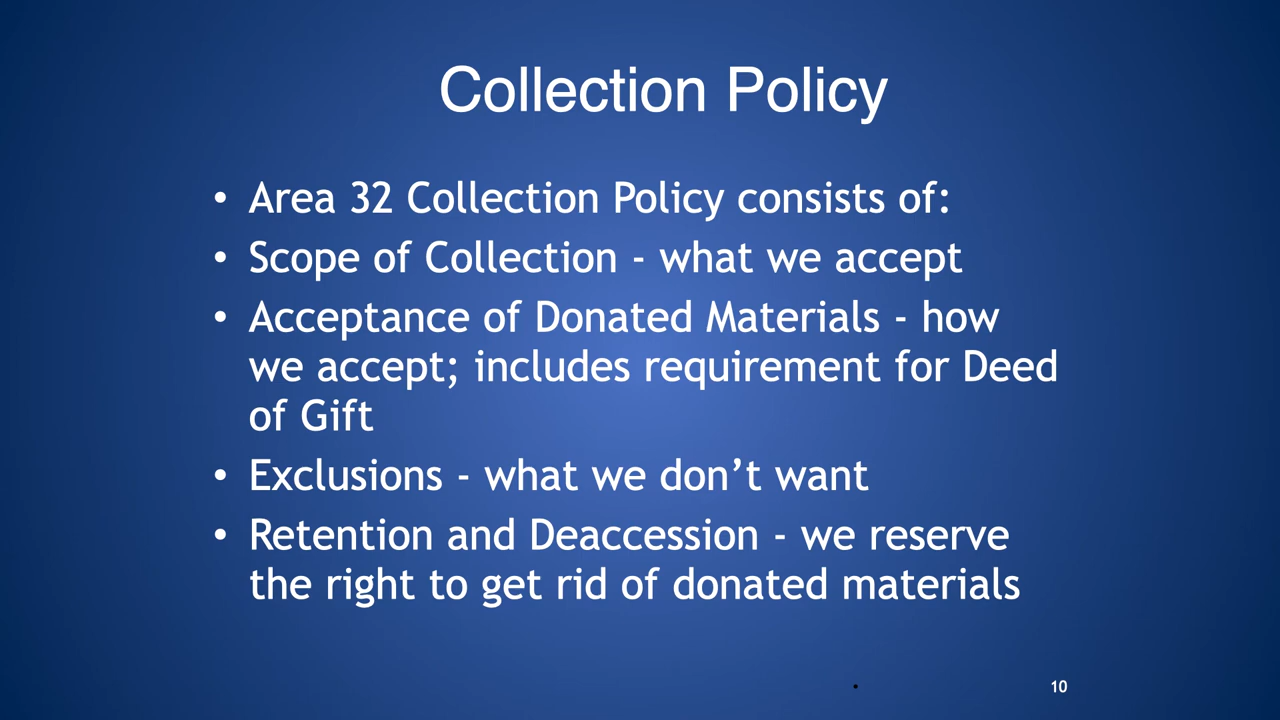 Collection Policy
• Area 32 Collection Policy consists of:
• Scope of Collection - what we accept
• Acceptance of Donated Materials - how
we accept; includes requirement for Deed
of Gift
• Exclusions - what we don’t want
• Retention and Deaccession - we reserve
the right to get rid of donated materials
•
10